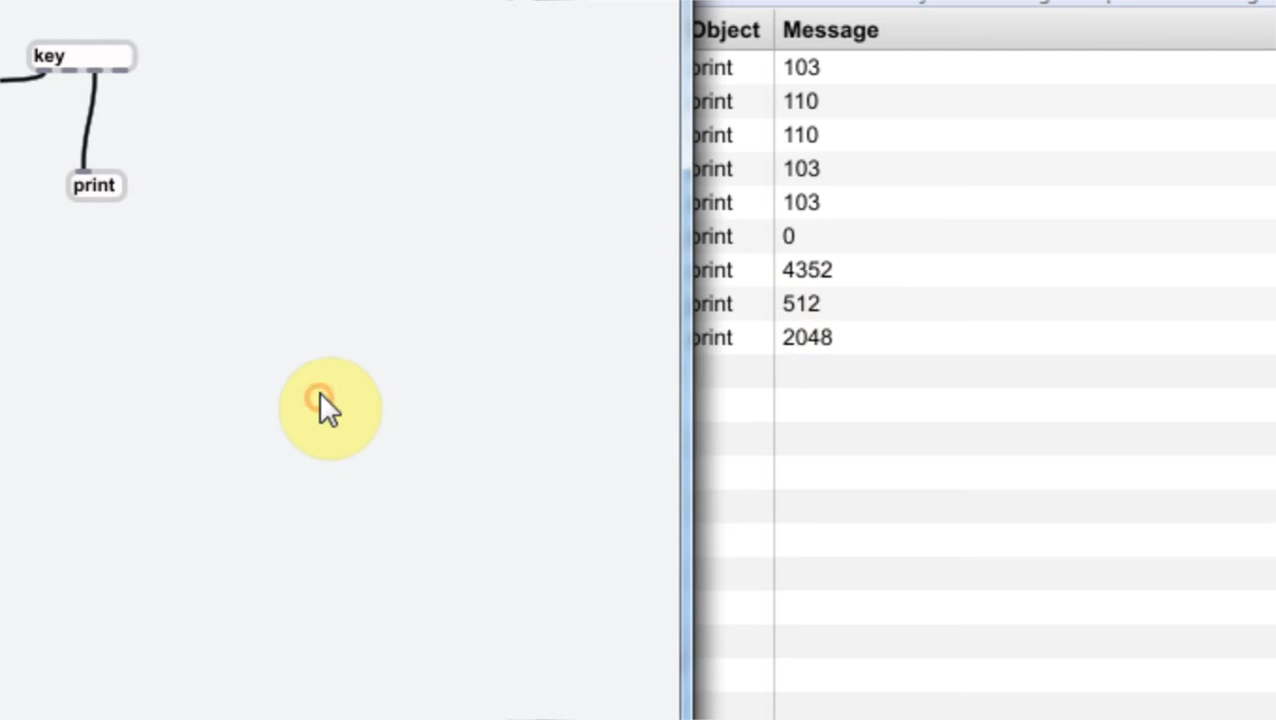 key
print
Object Message
print 103
print 110
print 110
print 103
print 103
print 0
print 4352
print 512
print 2048